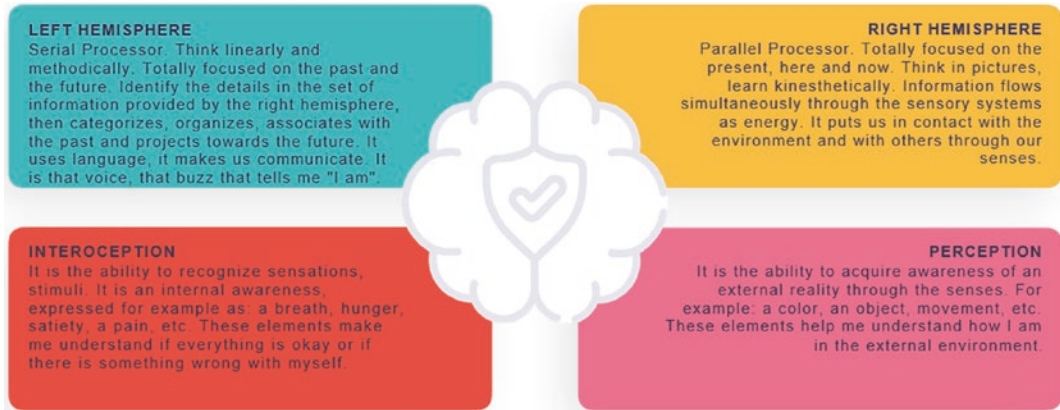 LEFT HEMISPHERE
Serial Processor. Think linearly and
methodically. Totally focused on the past and
the future. Identify the details in the set of
information provided by the right hemisphere,
then categorizes, organizes, associates with
the past and projects towards the future. It
uses language, it makes us communicate. It
is that voice, that buzz that tells me "I am".
RIGHT HEMISPHERE
Parallel Processor. Totally focused on the
present, here and now. Think in pictures,
learn kinesthetically. Information flows
simultaneously through the sensory systems
as energy. It puts us in contact with the
environment and with others through our
senses.
INTEROCEPTION
It is the ability to recognize sensations,
stimuli. It is an internal awareness,
expressed for example as: a breath, hunger,
satiety, a pain, etc. These elements make
me understand if everything is okay or if
there is something wrong with myself.
PERCEPTION
It is the ability to acquire awareness of an
external reality through the senses. For
example: a color, an object, movement, etc.
These elements help me understand how I am
in the external environment.